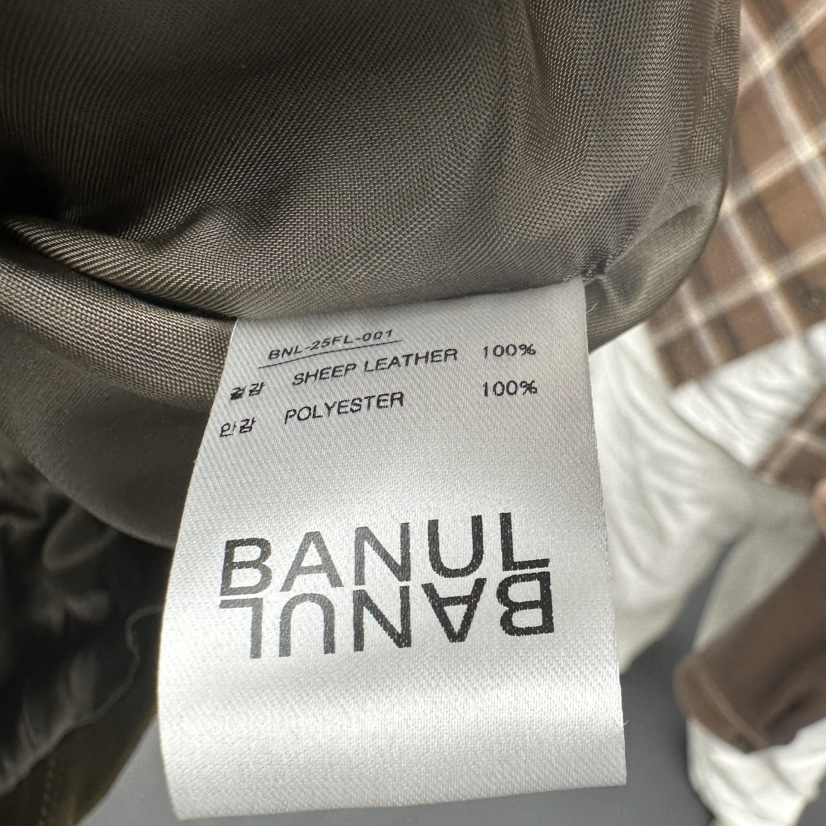 BNL-25FL-001
겉감 SHEEP LEATHER 100%
안감 POLYESTER 100%
BANUL
BANUL